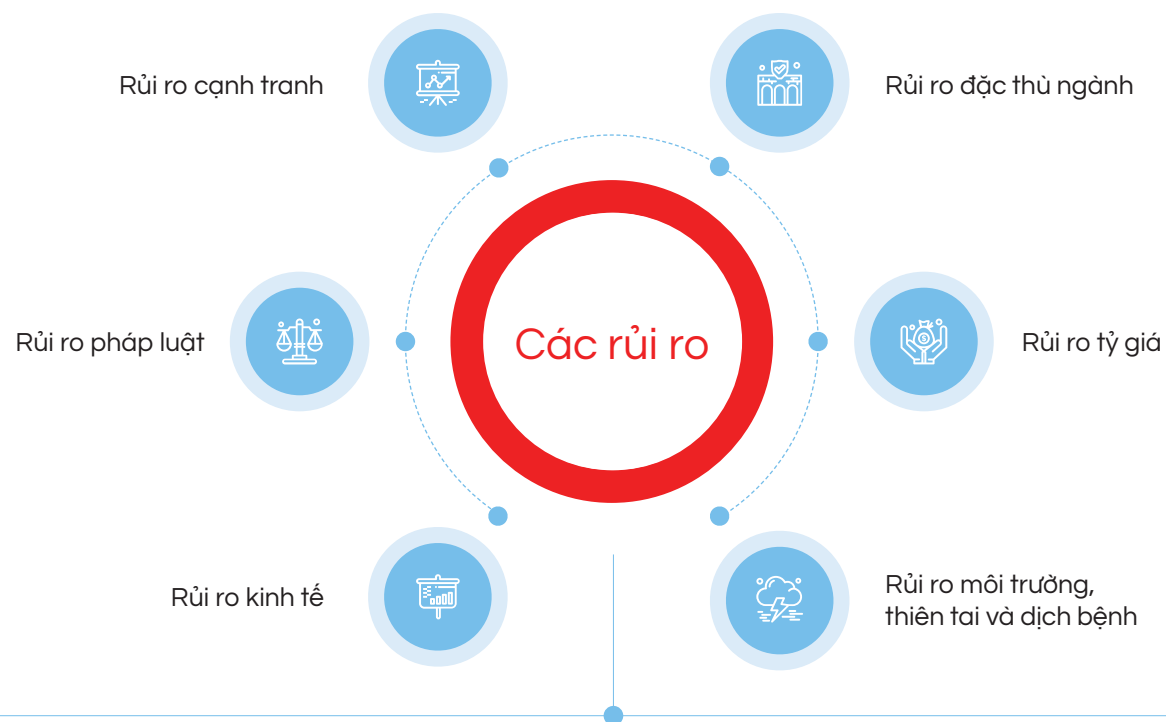 Rủi ro cạnh tranh
Rủi ro đặc thù ngành
Rủi ro pháp luật
Các rủi ro
Rủi ro tỷ giá
Rủi ro kinh tế
Rủi ro môi trường,
thiên tai và dịch bệnh